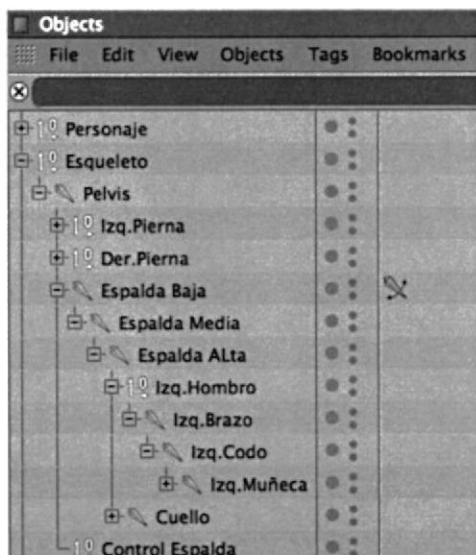 Objects
File Edit View Objects Tags Bookmarks
Personaje
Esqueleto
Pelvis
Izq.Pierna
Der.Pierna
Espalda Baja
Espalda Media
Espalda ALta
Izq.Hombro
Izq.Brazo
Izq.Codo
Izq.Muñeca
Cuello
Control Espalda